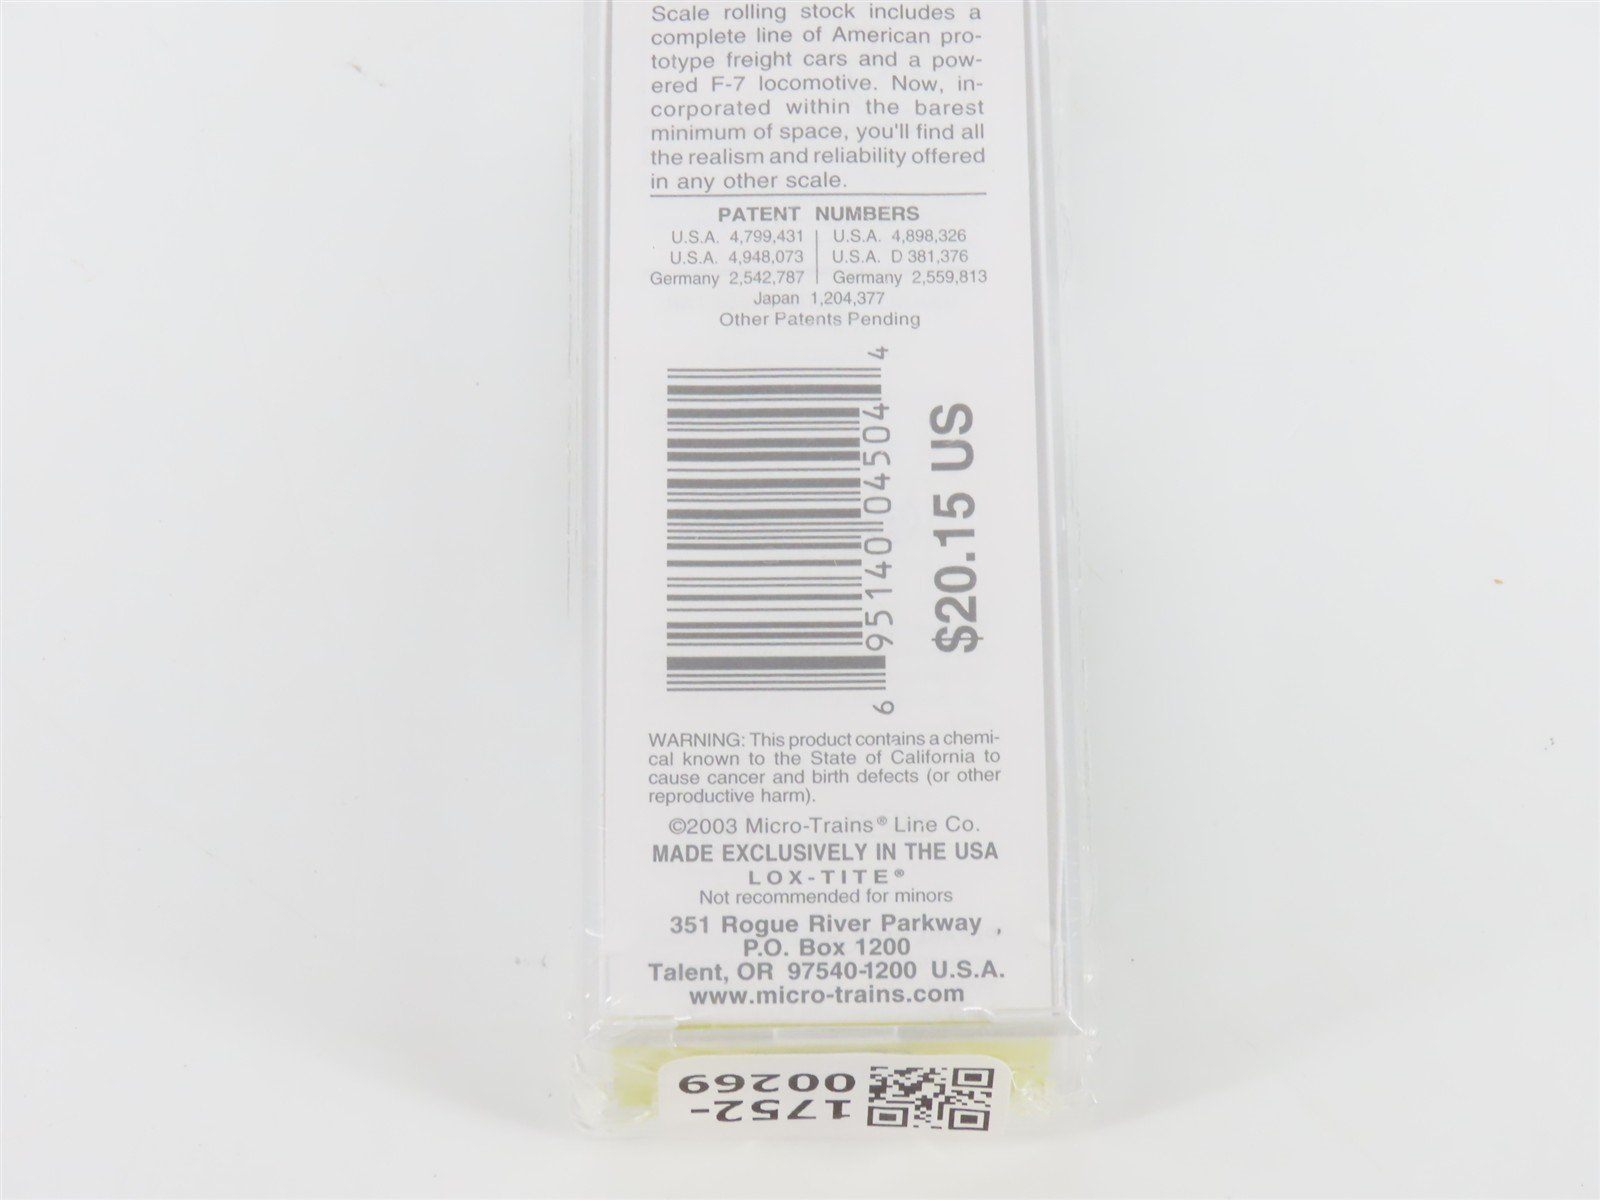 Scale rolling stock includes a
complete line of American pro-
totype freight cars and a pow-
ered F-7 locomotive. Now, in-
corporated within the barest
minimum of space, you'll find all
the realism and reliability offered
in any other scale.
PATENT NUMBERS
U.S.A. 4,799,431 | U.S.A. 4,898,326
U.S.A. 4,948,073 | U.S.A. D 381,376
Germany 2,542,787 | Germany 2,559,813
Japan 1,204,377
Other Patents Pending
6 95140 04504 4
$20.15 US
WARNING: This product contains a chemi-
cal known to the State of California to
cause cancer and birth defects (or other
reproductive harm).
©2003 Micro-Trains® Line Co.
MADE EXCLUSIVELY IN THE USA
LOX-TITE®
Not recommended for minors
351 Rogue River Parkway ,
P.O. Box 1200
Talent, OR 97540-1200 U.S.A.
www.micro-trains.com
1752-
00269